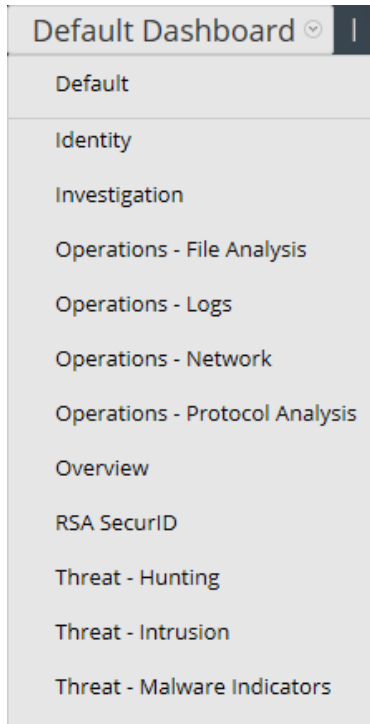 Default Dashboard
Default
Identity
Investigation
Operations - File Analysis
Operations - Logs
Operations - Network
Operations - Protocol Analysis
Overview
RSA SecurID
Threat - Hunting
Threat - Intrusion
Threat - Malware Indicators